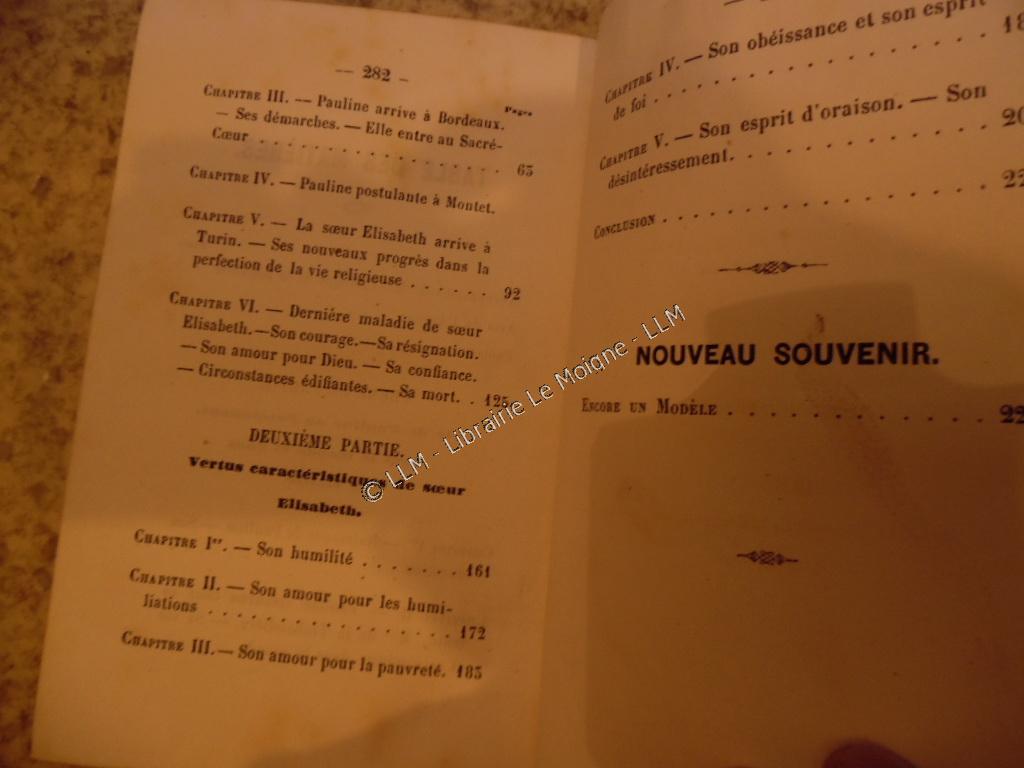 — 282 —
Pages
CHAPITRE III. — Pauline arrive à Bordeaux.
— Ses démarches. — Elle entre au Sacré-
Cœur . . . . . . . . . . . . . . . . 63
CHAPITRE IV. — Pauline postulante à Montet.
CHAPITRE V. — La sœur Elisabeth arrive à
Turin. — Ses nouveaux progrès dans la
perfection de la vie religieuse . . . . . . 92
CHAPITRE VI. — Derniére maladie de sœur
Elisabeth. — Son courage. — Sa résignation.
— Son amour pour Dieu. — Sa confiance.
— Circonstances édifiantes. — Sa mort. . 125
DEUXIÈME PARTIE.
Vertus caractéristiques de sœur
Elisabeth.
CHAPITRE Ier. — Son humilité . . . . . . . 161
CHAPITRE II. — Son amour pour les humi-
liations . . . . . . . . . . . . . . . . . 172
CHAPITRE III. — Son amour pour la pauvreté. 183
CHAPITRE IV. — Son obéissance et son esprit
de foi . . . . . . . . . . . . . . .
CHAPITRE V. — Son esprit d'oraison. — Son
désintéressement. . . . . . . . . . . .
CONCLUSION . . . . . . . . . . . . . .
NOUVEAU SOUVENIR.
ENCORE UN MODÈLE . . . . . . . . . . .
© LLM - Librairie Le Moigne - LLM